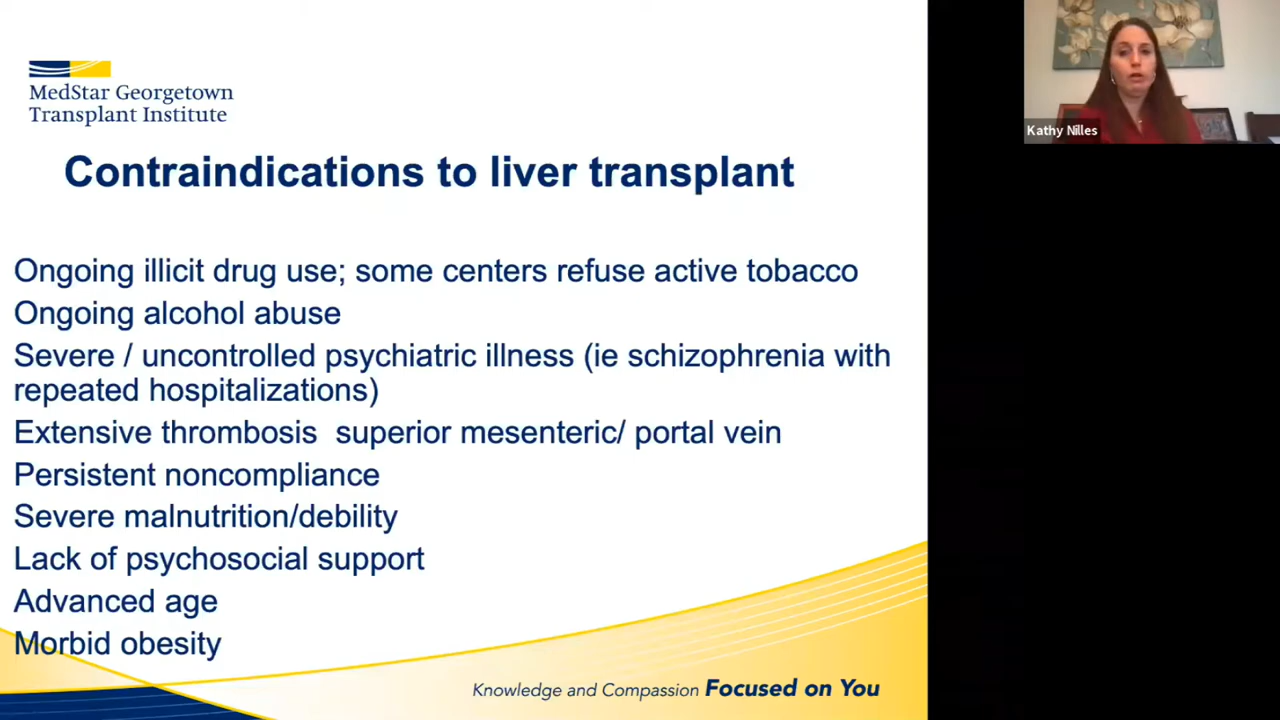 MedStar Georgetown
Transplant Institute
Contraindications to liver transplant
Ongoing illicit drug use; some centers refuse active tobacco
Ongoing alcohol abuse
Severe / uncontrolled psychiatric illness (ie schizophrenia with
repeated hospitalizations)
Extensive thrombosis  superior mesenteric/ portal vein
Persistent noncompliance
Severe malnutrition/debility
Lack of psychosocial support
Advanced age
Morbid obesity
Knowledge and Compassion Focused on You
Kathy Nilles